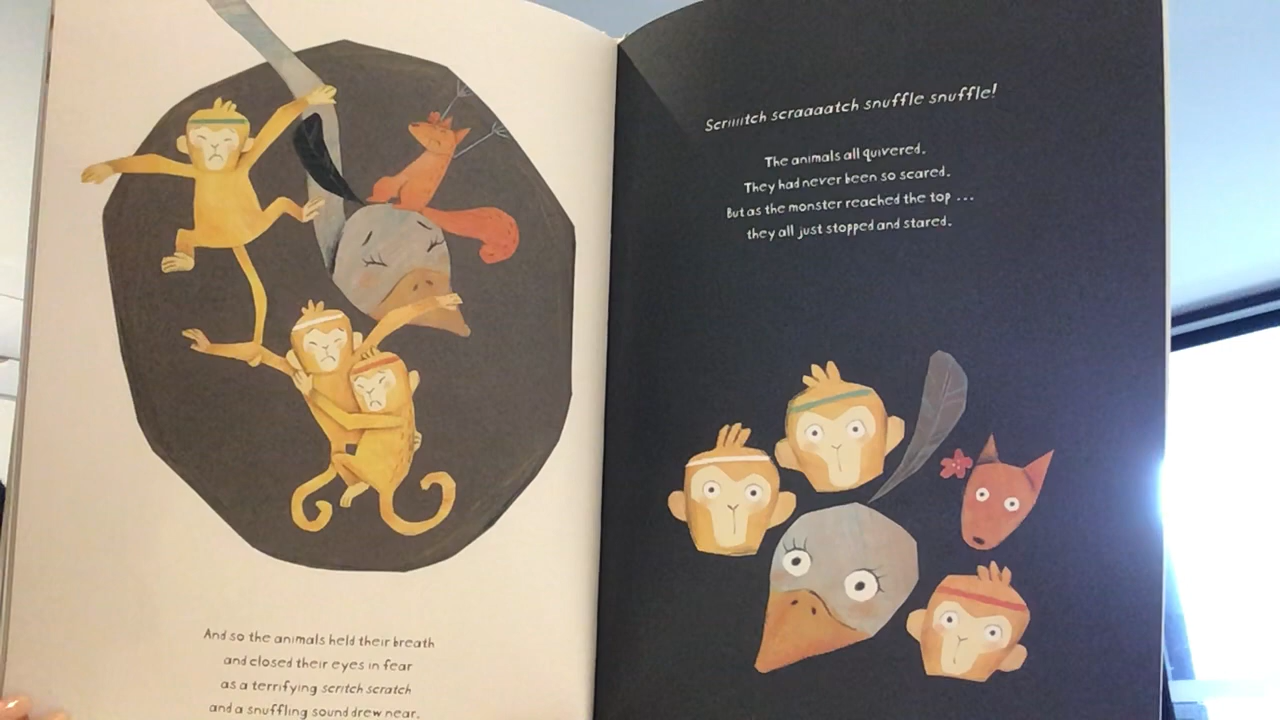 And so the animals held their breath
and closed their eyes in fear
as a terrifying scritch scratch
and a snuffling sound drew near.
Scriiiitch scraaaatch snuffle snuffle!
The animals all quivered.
They had never been so scared.
But as the monster reached the top ...
they all just stopped and stared.